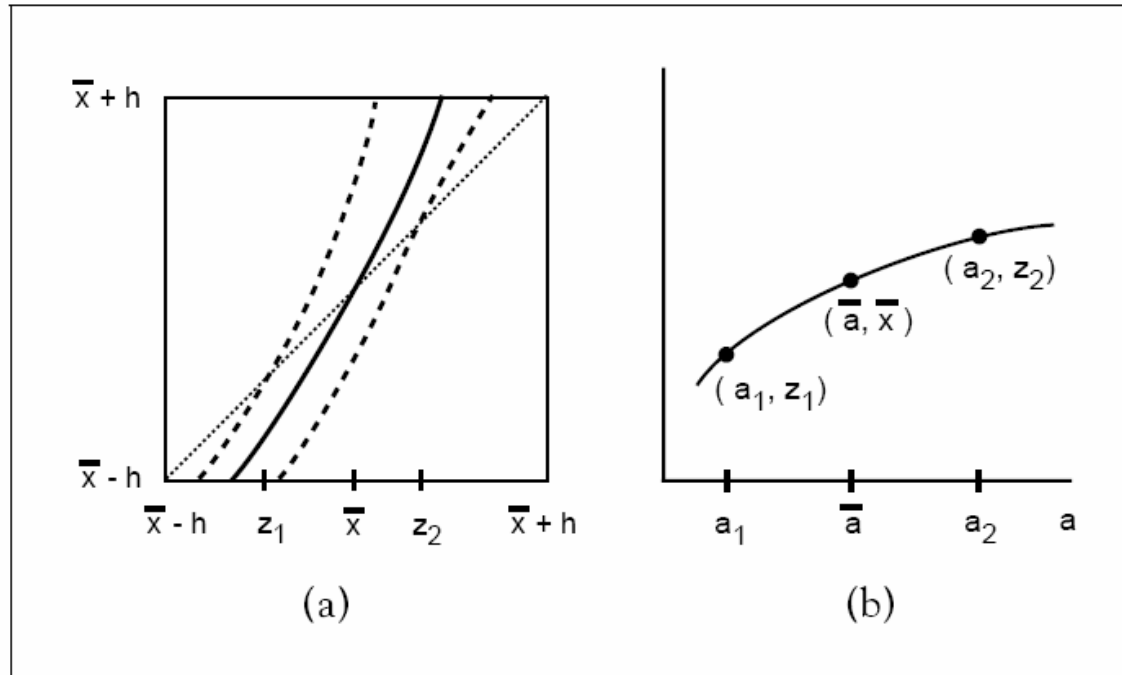 x̅ + h
x̅ - h
x̅ - h z₁ x̅ z₂ x̅ + h
(a)
(a₂, z₂)
(a̅, x̅)
(a₁, z₁)
a₁ a̅ a₂ a
(b)